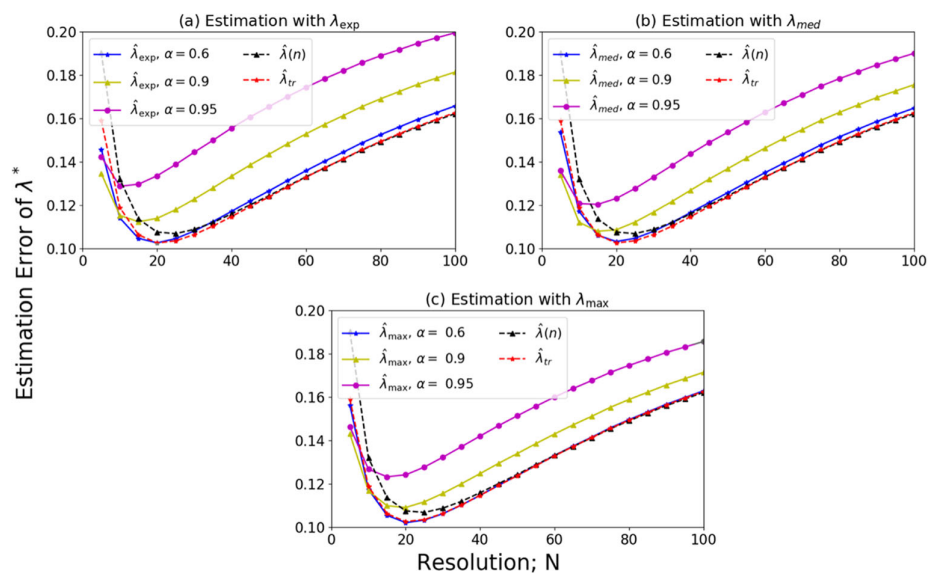 (a) Estimation with λexp
0.20
0.18
0.16
0.14
0.12
0.10
λ̂exp, α = 0.6
λ̂exp, α = 0.9
λ̂exp, α = 0.95
λ̂(n)
λ̂tr
0 20 40 60 80 100
(b) Estimation with λmed
0.20
0.18
0.16
0.14
0.12
0.10
λ̂med, α = 0.6
λ̂med, α = 0.9
λ̂med, α = 0.95
λ̂(n)
λ̂tr
0 20 40 60 80 100
Estimation Error of λ*
(c) Estimation with λmax
0.20
0.18
0.16
0.14
0.12
0.10
λ̂max, α = 0.6
λ̂max, α = 0.9
λ̂max, α = 0.95
λ̂(n)
λ̂tr
0 20 40 60 80 100
Resolution; N